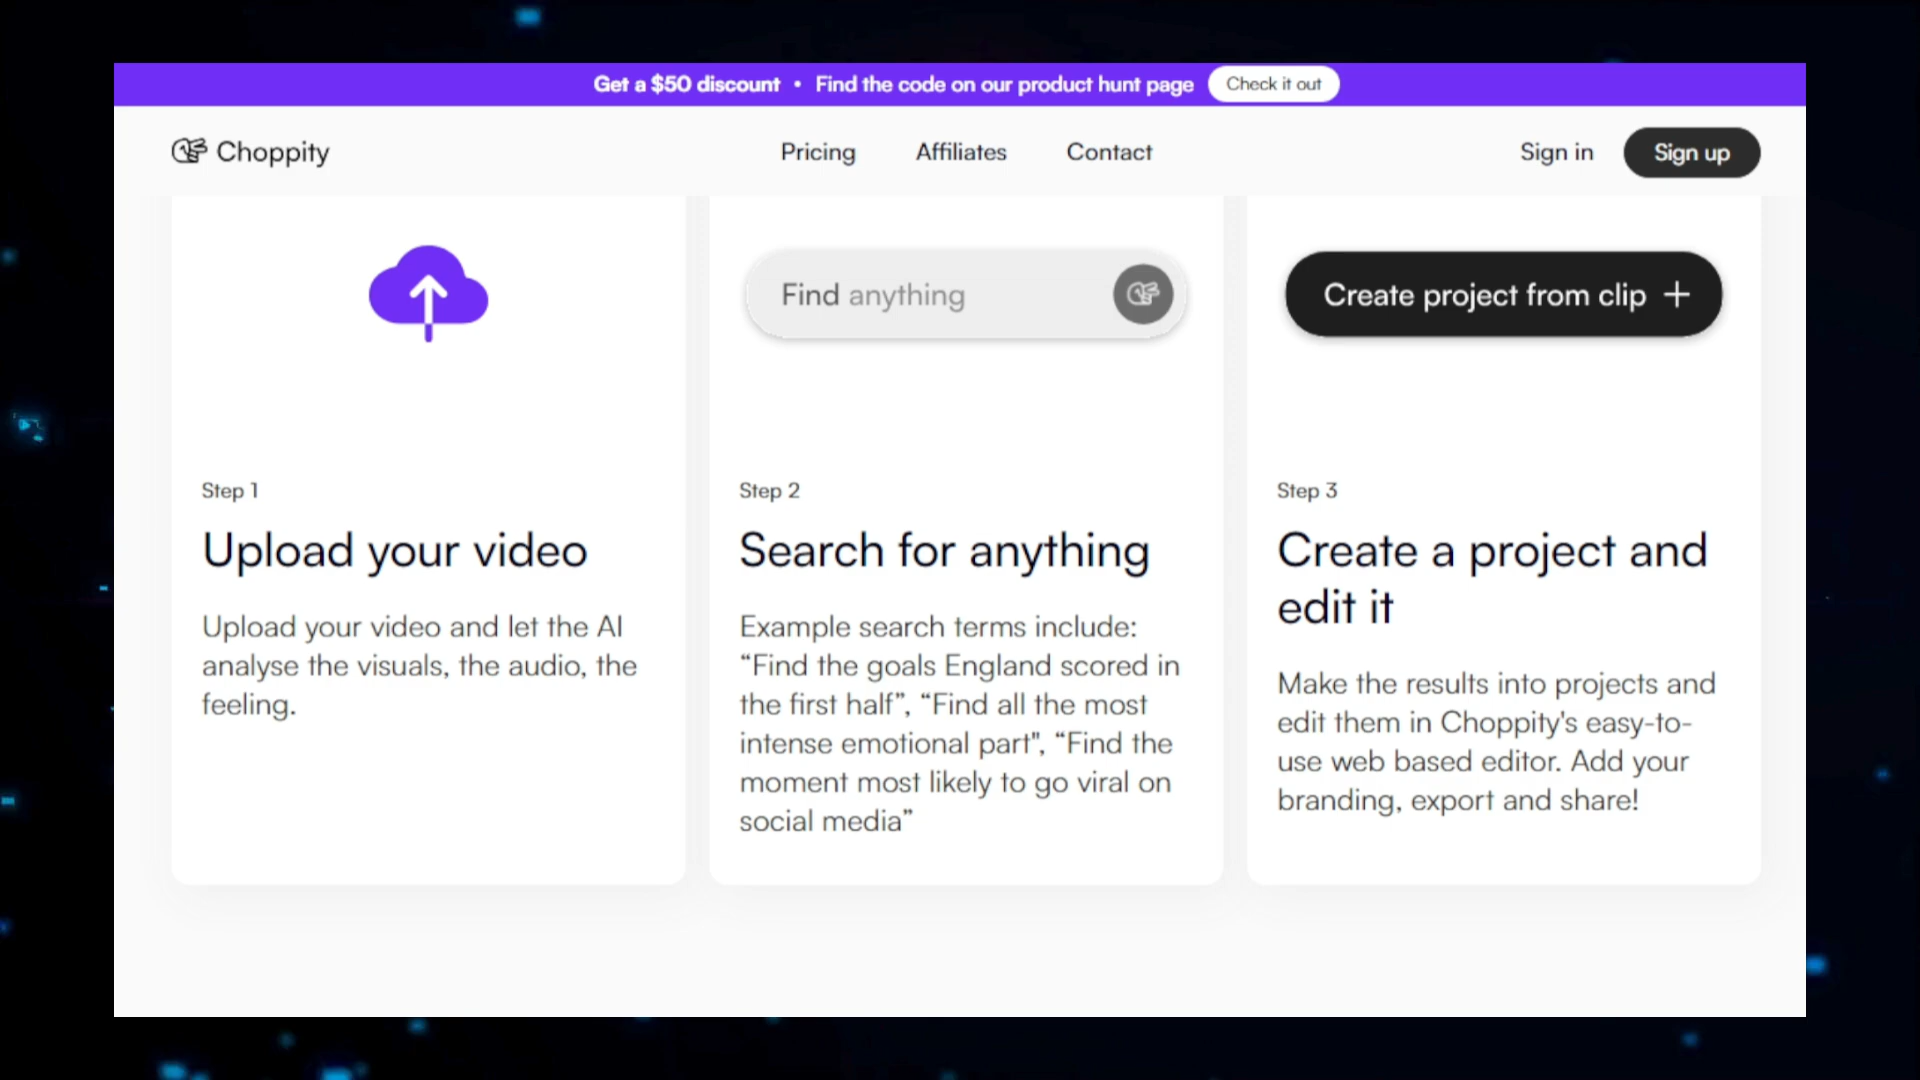 Get a $50 discount • Find the code on our product hunt page Check it out
Choppity Pricing Affiliates Contact Sign in Sign up
Find anything
Create project from clip +
Step 1
Upload your video
Upload your video and let the AI
analyse the visuals, the audio, the
feeling.
Step 2
Search for anything
Example search terms include:
“Find the goals England scored in
the first half”, “Find all the most
intense emotional part", “Find the
moment most likely to go viral on
social media”
Step 3
Create a project and
edit it
Make the results into projects and
edit them in Choppity's easy-to-
use web based editor. Add your
branding, export and share!